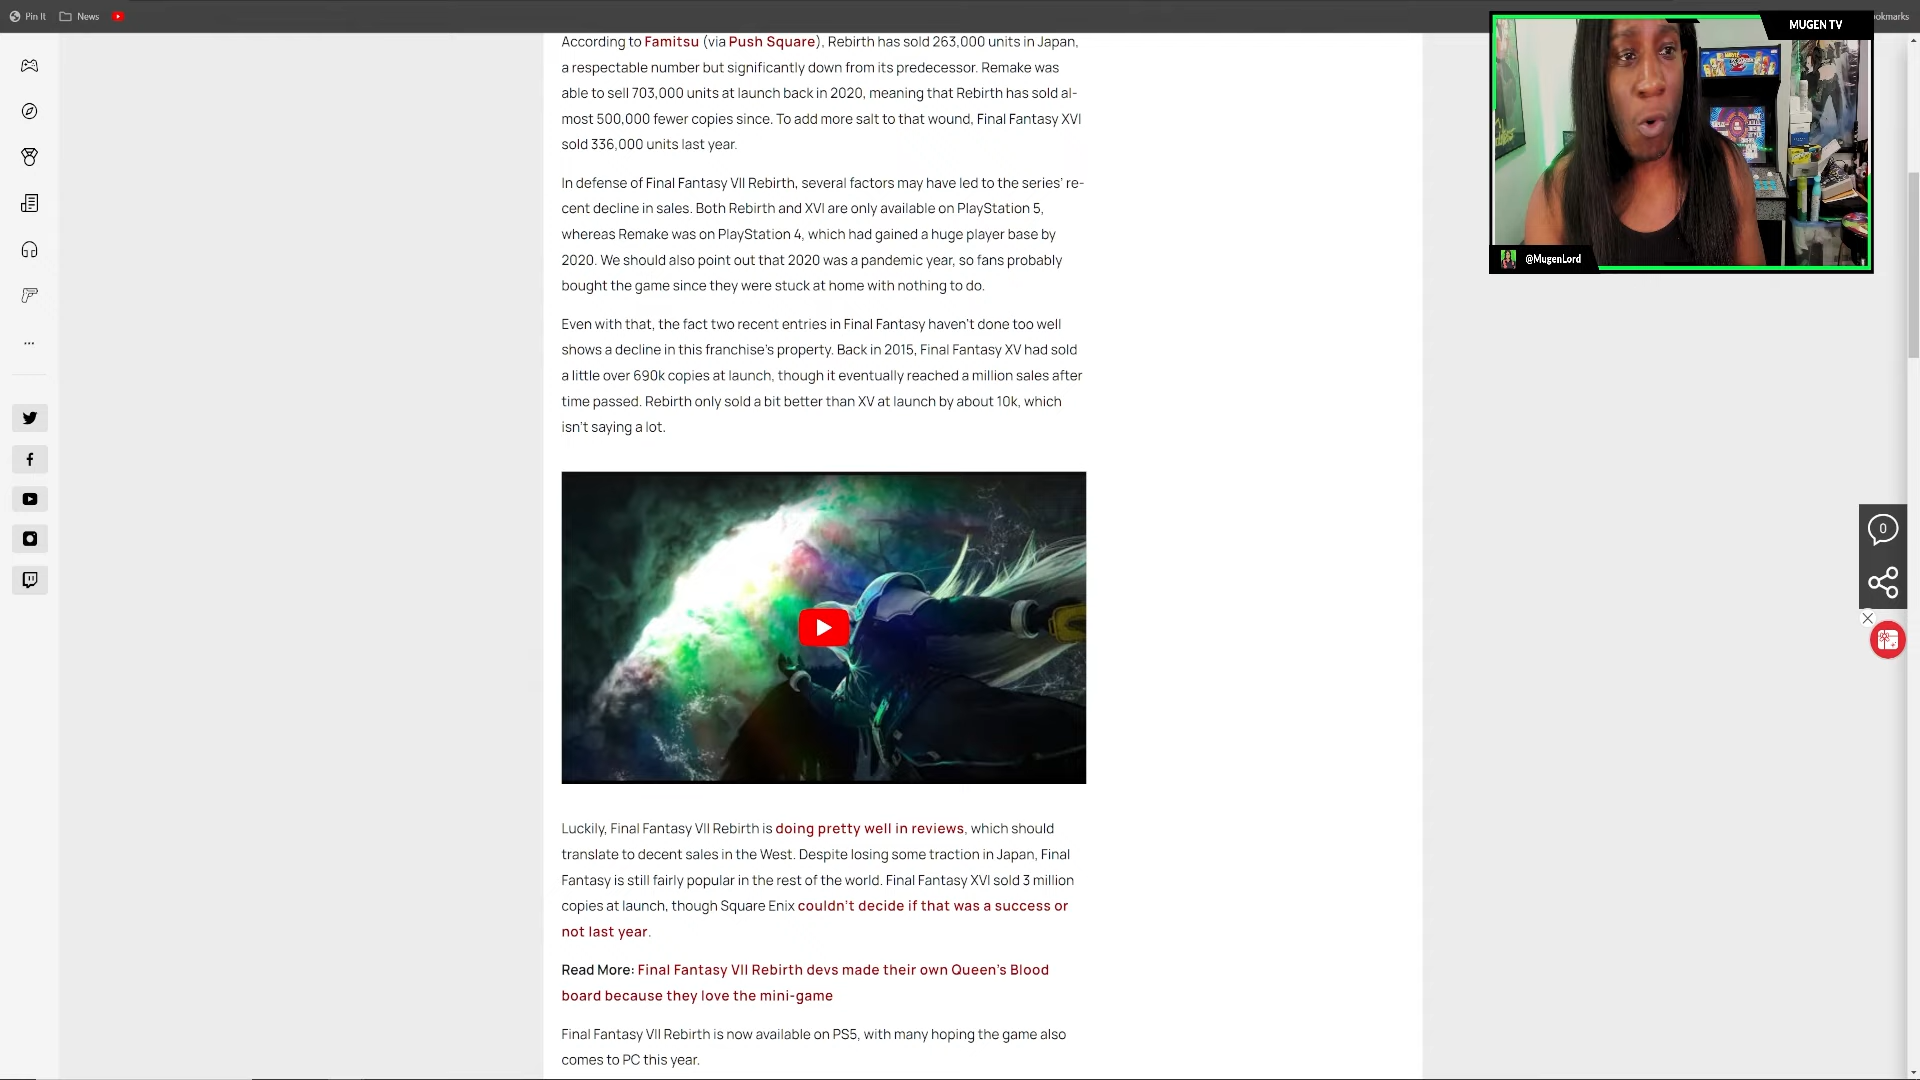 Pin It
News
okmarks
MUGEN TV
@MugenLord
According to Famitsu (via Push Square), Rebirth has sold 263,000 units in Japan,
a respectable number but significantly down from its predecessor. Remake was
able to sell 703,000 units at launch back in 2020, meaning that Rebirth has sold al-
most 500,000 fewer copies since. To add more salt to that wound, Final Fantasy XVI
sold 336,000 units last year.
In defense of Final Fantasy VII Rebirth, several factors may have led to the series' re-
cent decline in sales. Both Rebirth and XVI are only available on PlayStation 5,
whereas Remake was on PlayStation 4, which had gained a huge player base by
2020. We should also point out that 2020 was a pandemic year, so fans probably
bought the game since they were stuck at home with nothing to do.
Even with that, the fact two recent entries in Final Fantasy haven't done too well
shows a decline in this franchise's property. Back in 2015, Final Fantasy XV had sold
a little over 690k copies at launch, though it eventually reached a million sales after
time passed. Rebirth only sold a bit better than XV at launch by about 10k, which
isn't saying a lot.
0
Luckily, Final Fantasy VII Rebirth is doing pretty well in reviews, which should
translate to decent sales in the West. Despite losing some traction in Japan, Final
Fantasy is still fairly popular in the rest of the world. Final Fantasy XVI sold 3 million
copies at launch, though Square Enix couldn't decide if that was a success or
not last year.
Read More: Final Fantasy VII Rebirth devs made their own Queen's Blood
board because they love the mini-game
Final Fantasy VII Rebirth is now available on PS5, with many hoping the game also
comes to PC this year.